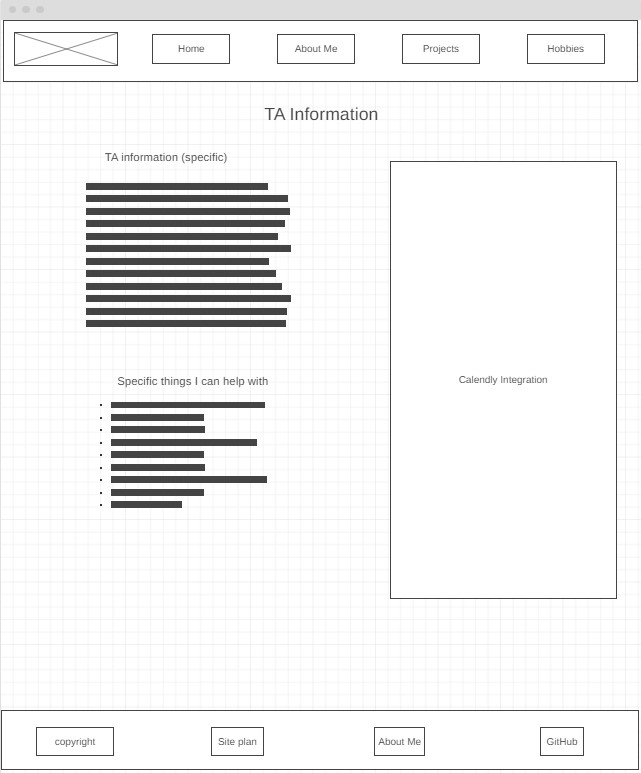 Home
About Me
Projects
Hobbies
TA Information
TA information (specific)
Calendly Integration
Specific things I can help with
copyright
Site plan
About Me
GitHub